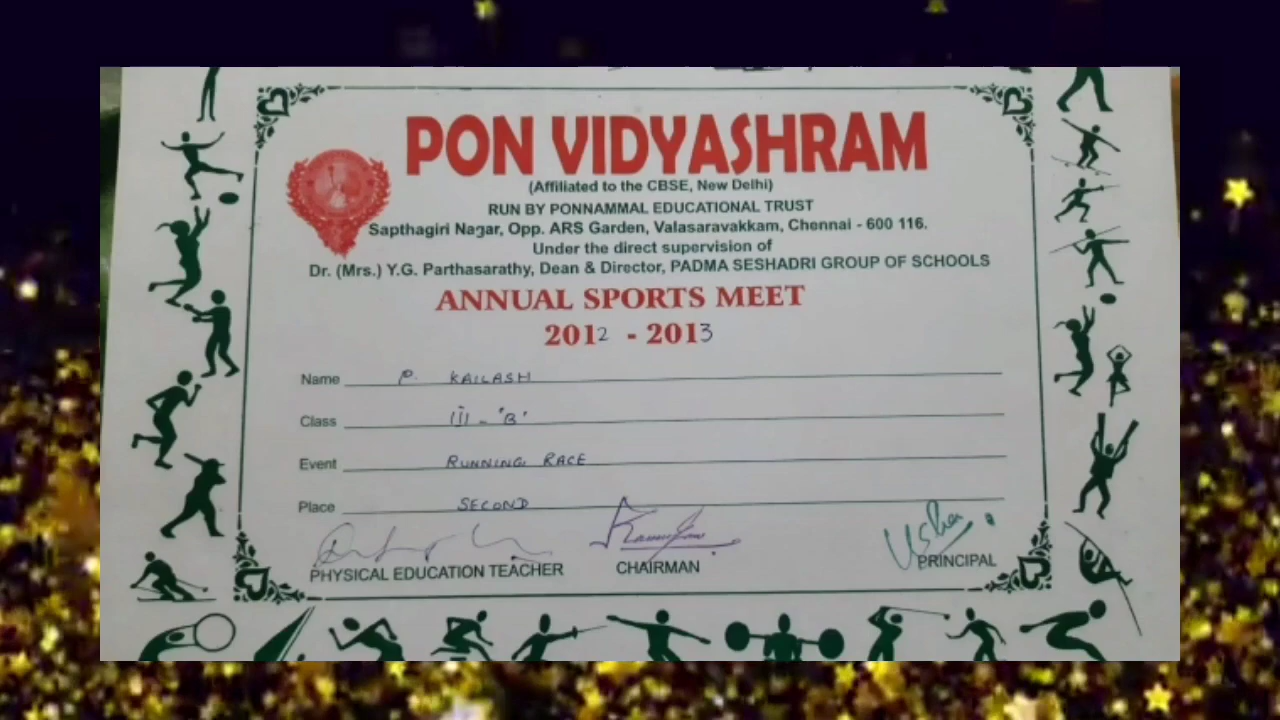 PON VIDYASHRAM
(Affiliated to the CBSE, New Delhi)
RUN BY PONNAMMAL EDUCATIONAL TRUST
Sapthagiri Nagar, Opp. ARS Garden, Valasaravakkam, Chennai - 600 116.
Under the direct supervision of
Dr. (Mrs.) Y.G. Parthasarathy, Dean & Director, PADMA SESHADRI GROUP OF SCHOOLS
ANNUAL SPORTS MEET
2012 - 2013
Name P. KAILASH
Class III - 'B'
Event RUNNING RACE
Place SECOND
Usha
PHYSICAL EDUCATION TEACHER CHAIRMAN PRINCIPAL